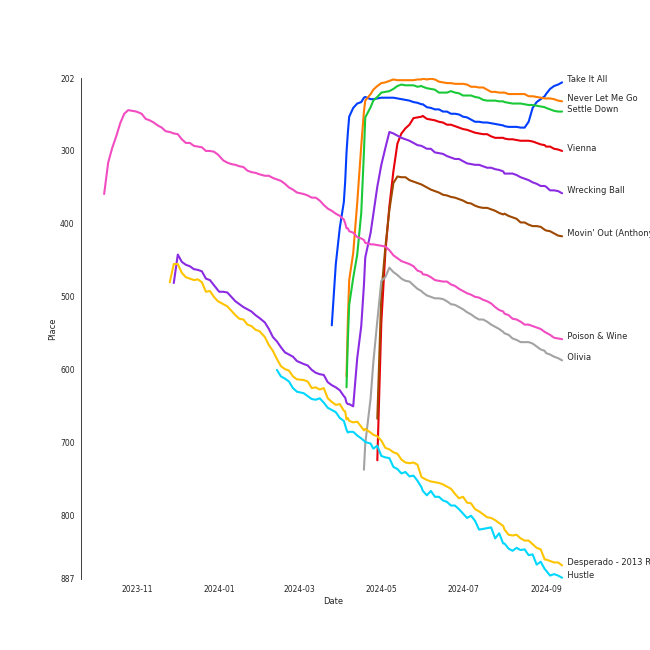 202
300
400
500
600
700
800
887
Place
2023-11
2024-01
2024-03
2024-05
2024-07
2024-09
Date
Take It All
Never Let Me Go
Settle Down
Vienna
Wrecking Ball
Movin' Out (Anthony
Poison & Wine
Olivia
Desperado - 2013 R
Hustle